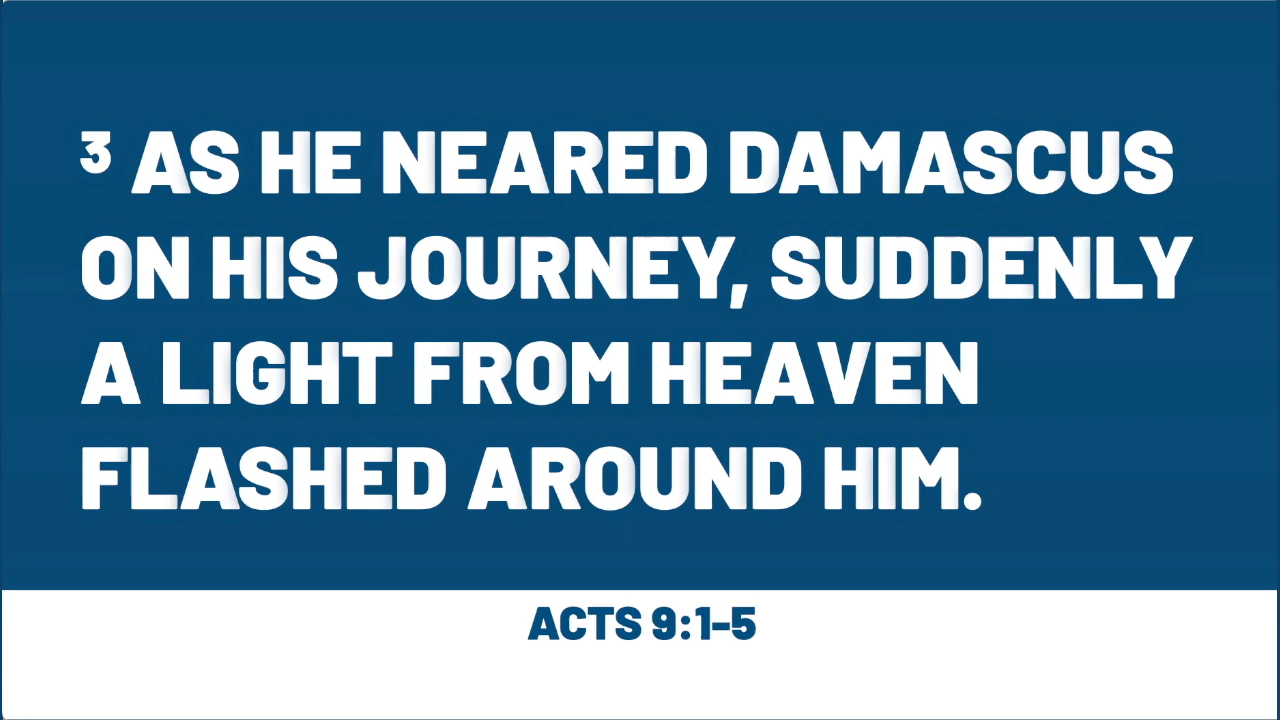 ³ AS HE NEARED DAMASCUS
ON HIS JOURNEY, SUDDENLY
A LIGHT FROM HEAVEN
FLASHED AROUND HIM.
ACTS 9:1-5